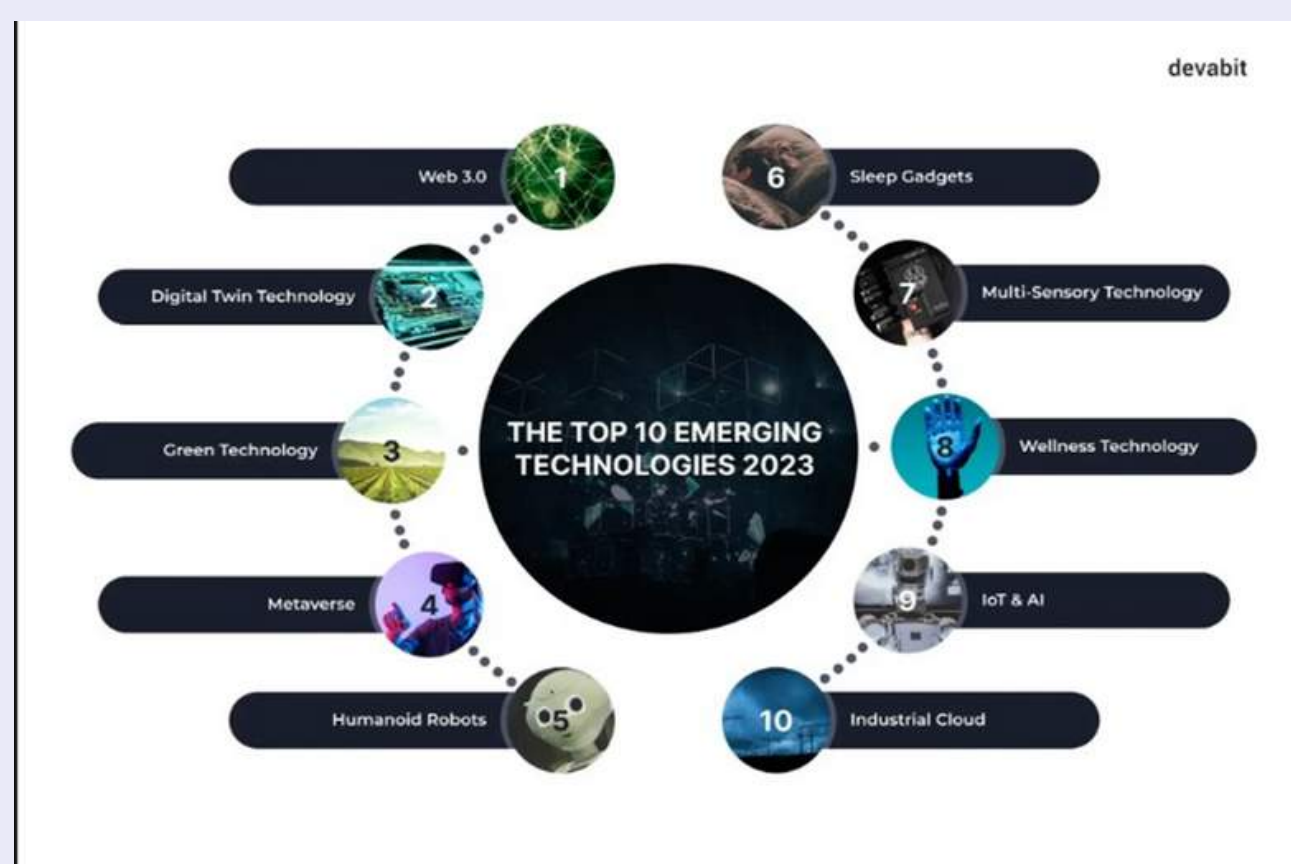 devabit
THE TOP 10 EMERGING
TECHNOLOGIES 2023
1
Web 3.0
2
Digital Twin Technology
3
Green Technology
4
Metaverse
5
Humanoid Robots
6
Sleep Gadgets
7
Multi-Sensory Technology
8
Wellness Technology
9
IoT & AI
10
Industrial Cloud